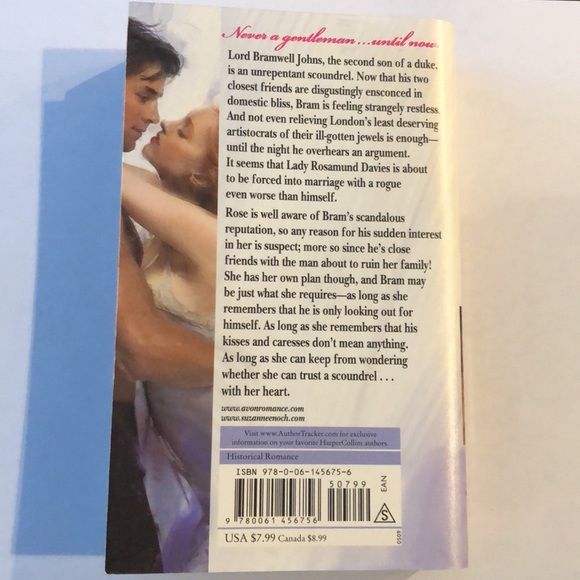 Never a gentleman...until now.
Lord Bramwell Johns, the second son of a duke,
is an unrepentant scoundrel. Now that his two
closest friends are disgustingly ensconced in
domestic bliss, Bram is feeling strangely restless.
And not even relieving London's least deserving
artistocrats of their ill-gotten jewels is enough—
until the night he overhears an argument.
It seems that Lady Rosamund Davies is about
to be forced into marriage with a rogue
even worse than himself.
Rose is well aware of Bram's scandalous
reputation, so any reason for his sudden interest
in her is suspect; more so since he's close
friends with the man about to ruin her family!
She has her own plan though, and Bram may
be just what she requires—as long as she
remembers that he is only looking out for
himself. As long as she remembers that his
kisses and caresses don't mean anything.
As long as she can keep from wondering
whether she can trust a scoundrel...
with her heart.
www.avonromance.com
www.suzanneenoch.com
Visit www.AuthorTracker.com for exclusive
information on your favorite HarperCollins authors.
Historical Romance
ISBN 978-0-06-145675-6
50799
EAN
S
9 780061 456756
USA $7.99 Canada $8.99
0509